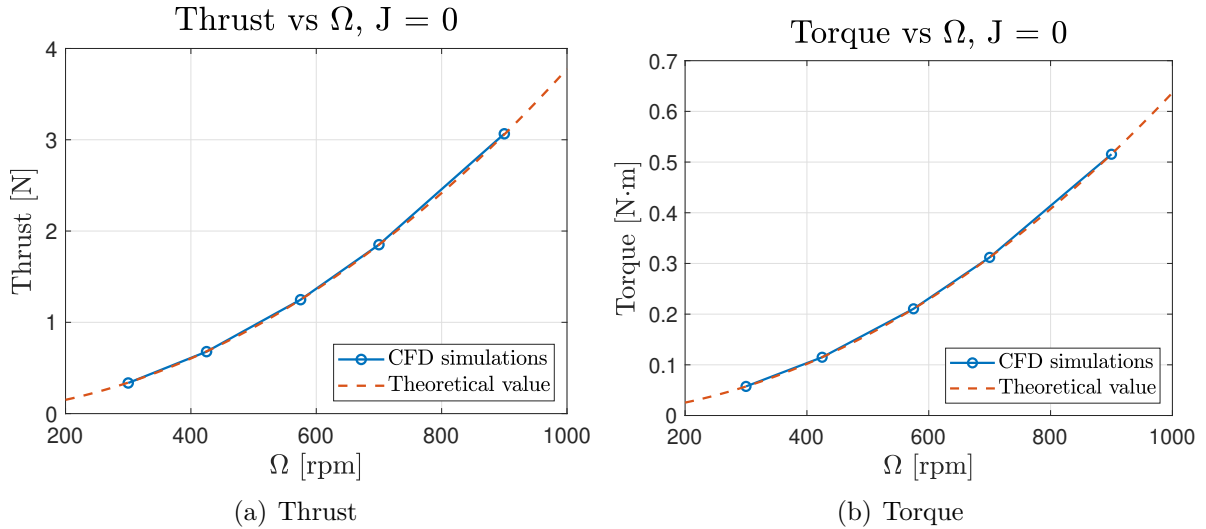 Thrust vs Ω, J = 0
4
3
2
1
0
Thrust [N]
CFD simulations
Theoretical value
200 400 600 800 1000
Ω [rpm]
(a) Thrust
Torque vs Ω, J = 0
0.7
0.6
0.5
0.4
0.3
0.2
0.1
0
Torque [N·m]
CFD simulations
Theoretical value
200 400 600 800 1000
Ω [rpm]
(b) Torque